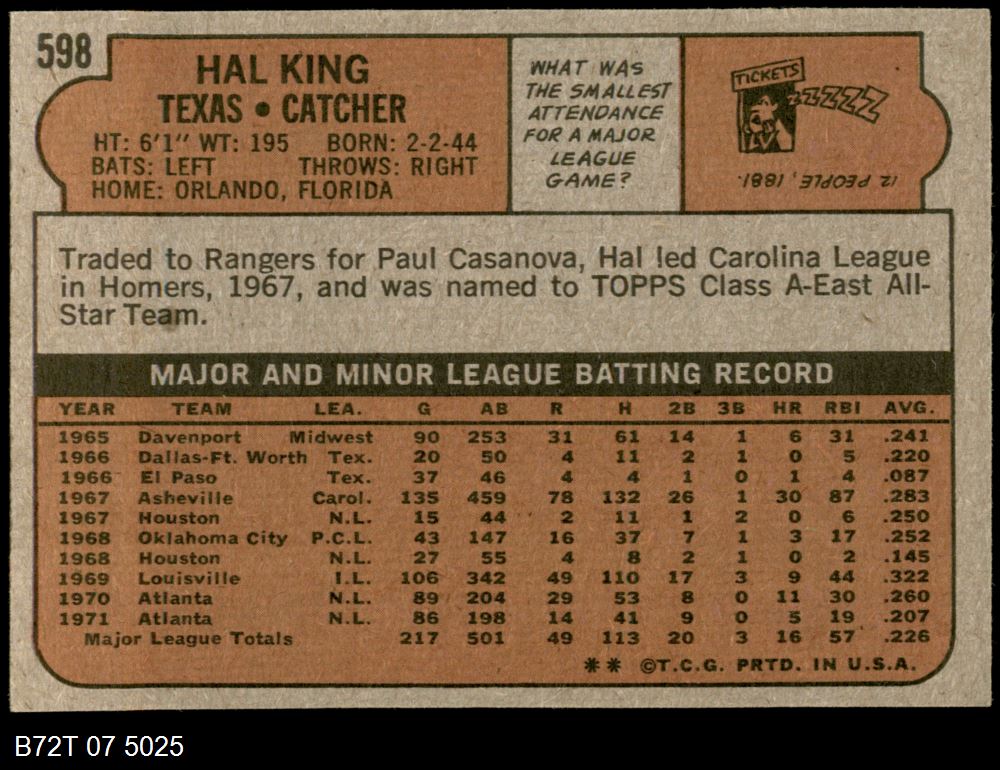 598
HAL KING
TEXAS • CATCHER
HT: 6'1" WT: 195 BORN: 2-2-44
BATS: LEFT THROWS: RIGHT
HOME: ORLANDO, FLORIDA
WHAT WAS
THE SMALLEST
ATTENDANCE
FOR A MAJOR
LEAGUE
GAME?
TICKETS
ZZZZZZ
12 PEOPLE, 1881.
Traded to Rangers for Paul Casanova, Hal led Carolina League
in Homers, 1967, and was named to TOPPS Class A-East All-
Star Team.
MAJOR AND MINOR LEAGUE BATTING RECORD
YEAR TEAM LEA. G AB R H 2B 3B HR RBI AVG.
1965 Davenport Midwest 90 253 31 61 14 1 6 31 .241
1966 Dallas-Ft. Worth Tex. 20 50 4 11 2 1 0 5 .220
1966 El Paso Tex. 37 46 4 4 1 0 1 4 .087
1967 Asheville Carol. 135 459 78 132 26 1 30 87 .283
1967 Houston N.L. 15 44 2 11 1 2 0 6 .250
1968 Oklahoma City P.C.L. 43 147 16 37 7 1 3 17 .252
1968 Houston N.L. 27 55 4 8 2 1 0 2 .145
1969 Louisville I.L. 106 342 49 110 17 3 9 44 .322
1970 Atlanta N.L. 89 204 29 53 8 0 11 30 .260
1971 Atlanta N.L. 86 198 14 41 9 0 5 19 .207
Major League Totals 217 501 49 113 20 3 16 57 .226
** ©T.C.G. PRTD. IN U.S.A.
B72T 07 5025